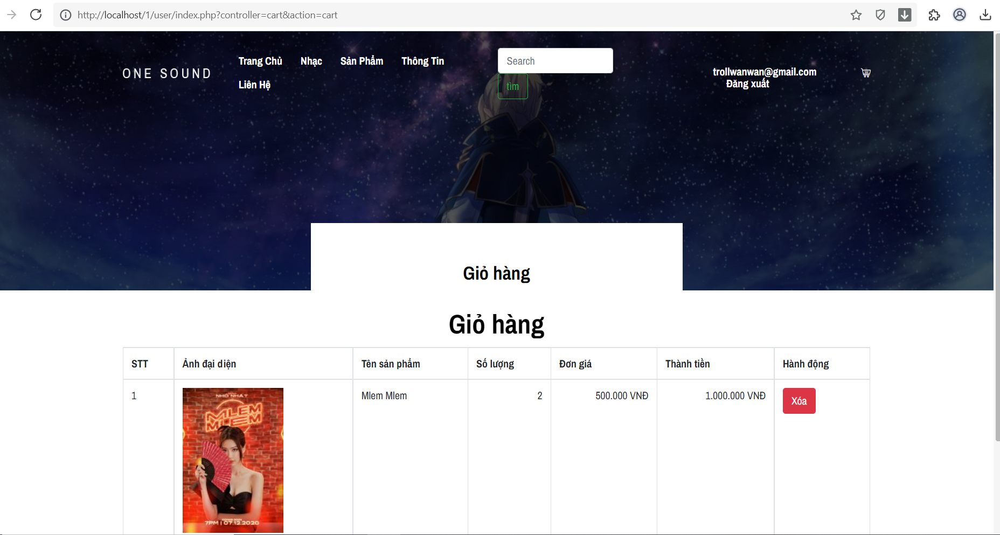 http://localhost/1/user/index.php?controller=cart&action=cart
ONE SOUND
Trang Chủ Nhạc Sản Phẩm Thông Tin
Liên Hệ
Search
tìm
trollwanwan@gmail.com
Đăng xuất
Giỏ hàng
Giỏ hàng
STT Ảnh đại diện Tên sản phẩm Số lượng Đơn giá Thành tiền Hành động
1 Mlem Mlem 2 500.000 VNĐ 1.000.000 VNĐ Xóa
NHO NHẤT
MLEM
MLEM
7PM | 07.12.2020